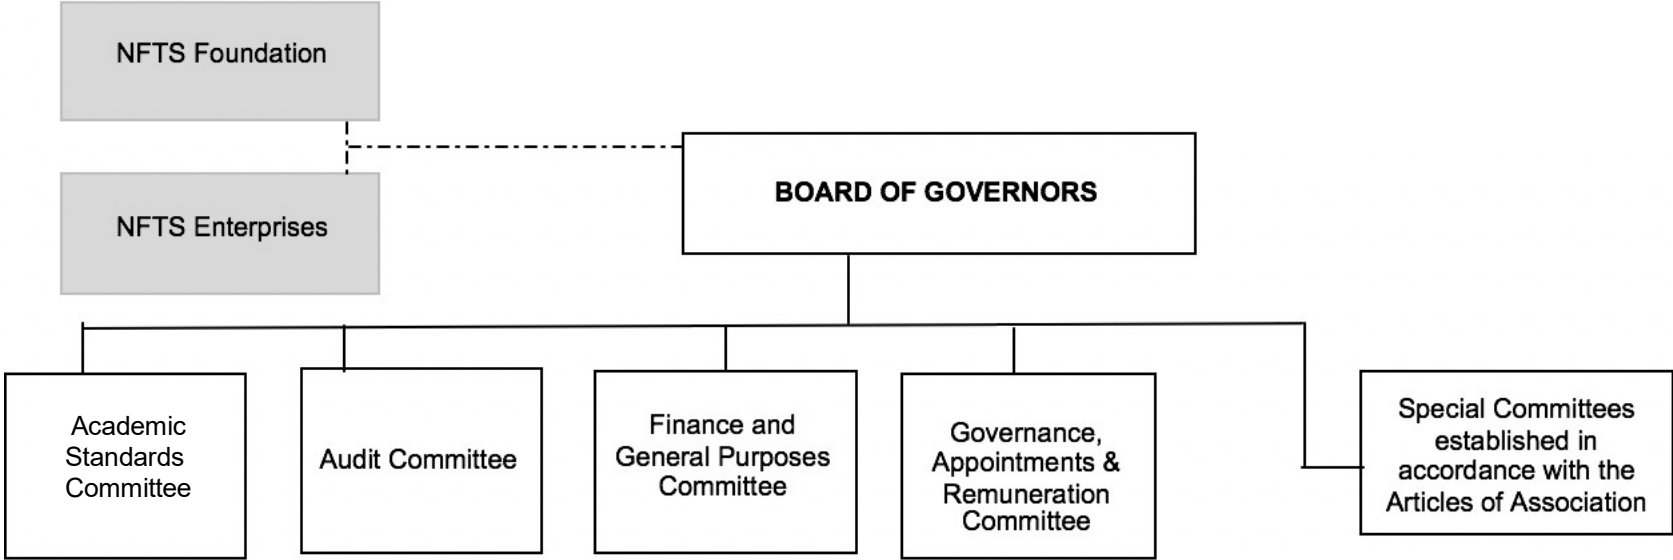 NFTS Foundation
NFTS Enterprises
BOARD OF GOVERNORS
Academic
Standards
Committee
Audit Committee
Finance and
General Purposes
Committee
Governance,
Appointments &
Remuneration
Committee
Special Committees
established in
accordance with the
Articles of Association